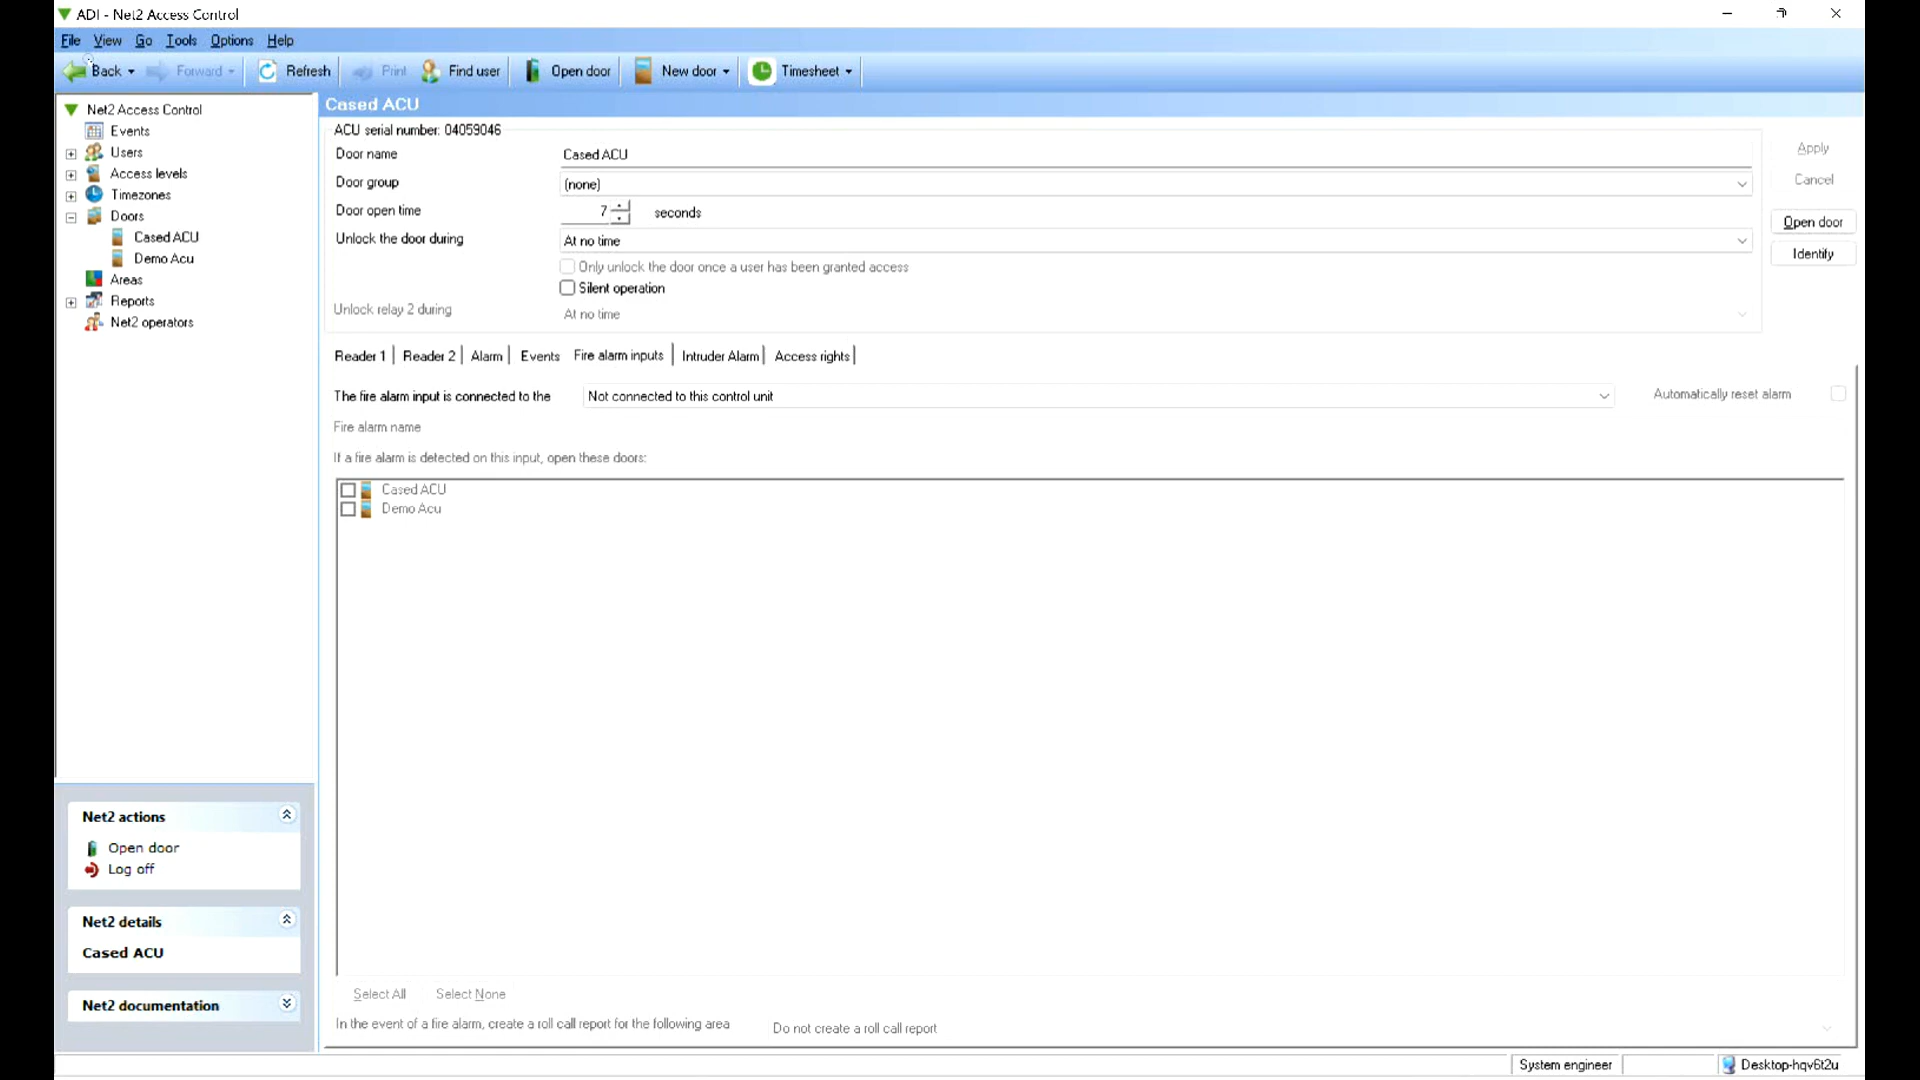 ADI - Net2 Access Control
File View Go Tools Options Help
Back Forward Refresh Print Find user Open door New door Timesheet
Net2 Access Control
Events
Users
Access levels
Timezones
Doors
Cased ACU
Demo Acu
Areas
Reports
Net2 operators
Net2 actions
Open door
Log off
Net2 details
Cased ACU
Net2 documentation
Cased ACU
ACU serial number: 04059046
Door name Cased ACU
Door group (none)
Door open time 7 seconds
Unlock the door during At no time
Only unlock the door once a user has been granted access
Silent operation
Unlock relay 2 during At no time
Apply
Cancel
Open door
Identify
Reader 1 Reader 2 Alarm Events Fire alarm inputs Intruder Alarm Access rights
The fire alarm input is connected to the Not connected to this control unit Automatically reset alarm
Fire alarm name
If a fire alarm is detected on this input, open these doors:
Cased ACU
Demo Acu
Select All Select None
In the event of a fire alarm, create a roll call report for the following area Do not create a roll call report
System engineer Desktop-hqv6t2u